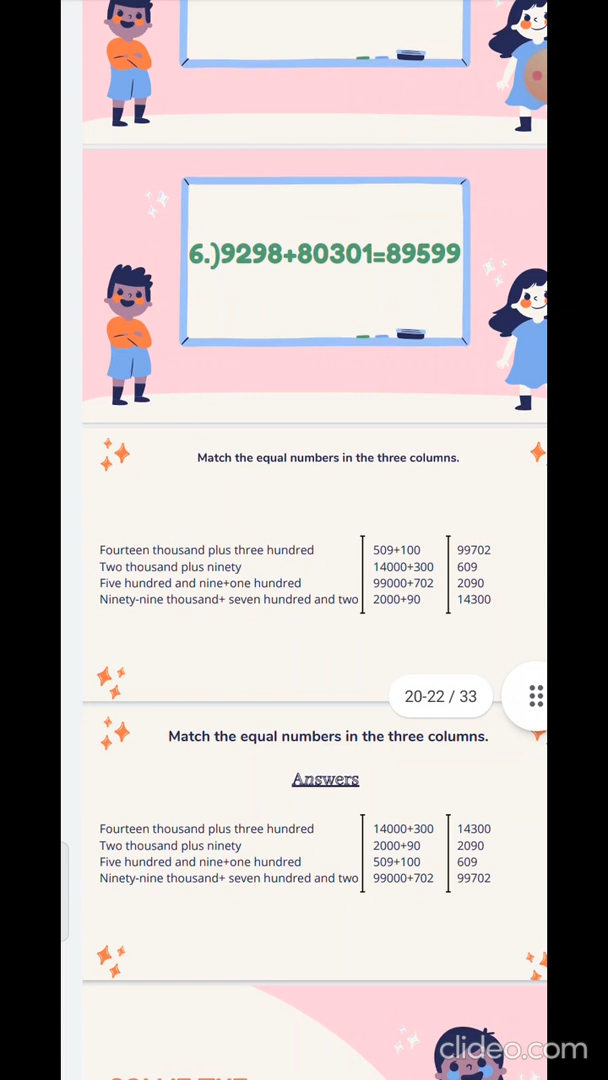 6.)9298+80301=89599
Match the equal numbers in the three columns.
Fourteen thousand plus three hundred 509+100 99702
Two thousand plus ninety 14000+300 609
Five hundred and nine+one hundred 99000+702 2090
Ninety-nine thousand+ seven hundred and two 2000+90 14300
20-22 / 33
Match the equal numbers in the three columns.
Answers
Fourteen thousand plus three hundred 14000+300 14300
Two thousand plus ninety 2000+90 2090
Five hundred and nine+one hundred 509+100 609
Ninety-nine thousand+ seven hundred and two 99000+702 99702
clideo.com